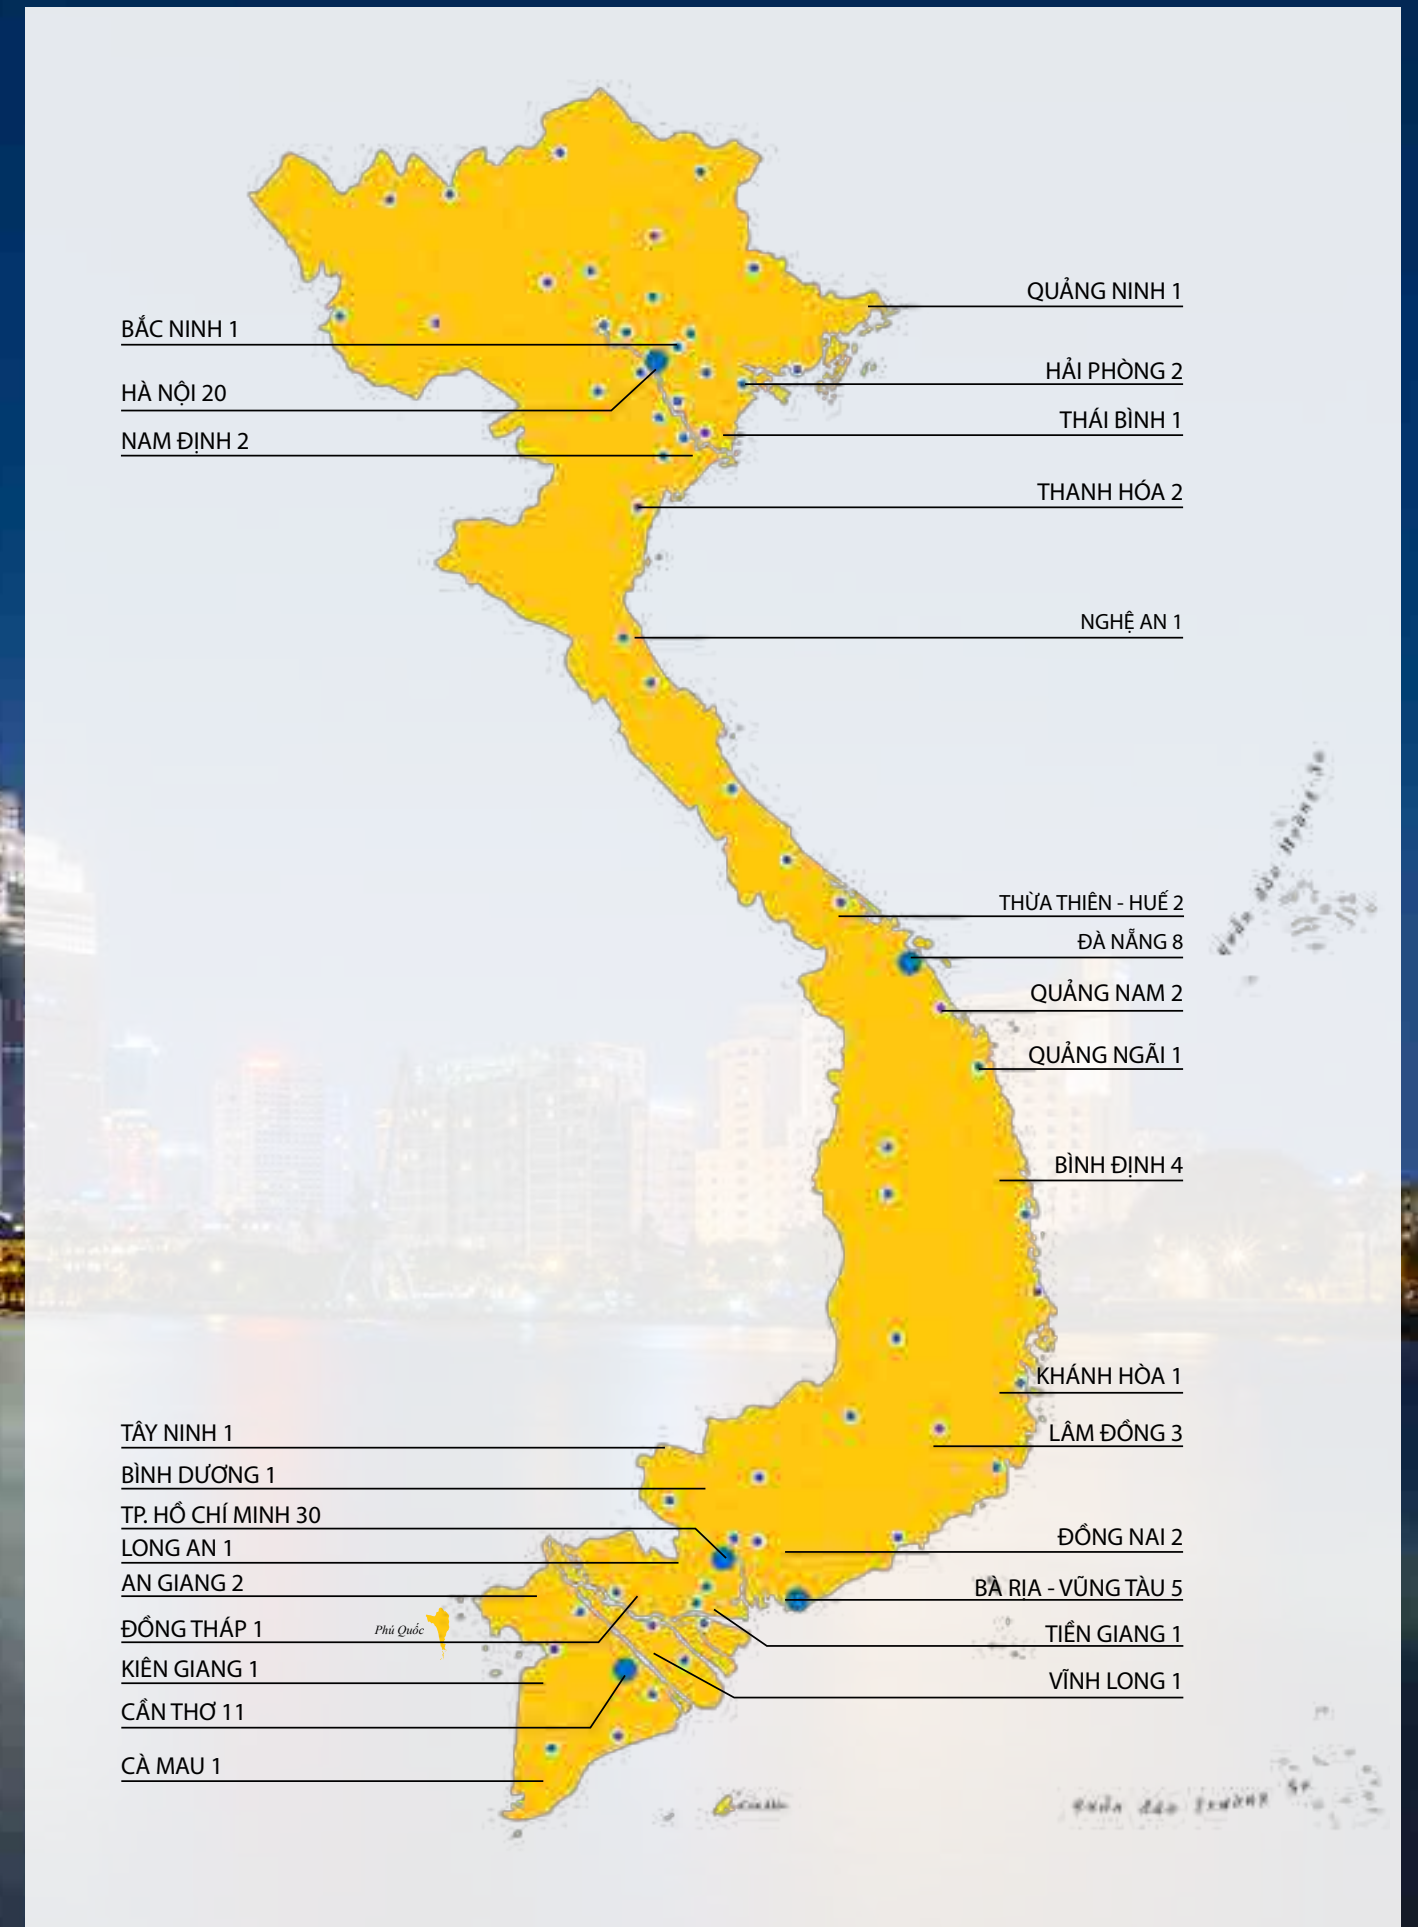 QUẢNG NINH 1
BẮC NINH 1
HẢI PHÒNG 2
HÀ NỘI 20
THÁI BÌNH 1
NAM ĐỊNH 2
THANH HÓA 2
NGHỆ AN 1
THỪA THIÊN - HUẾ 2
ĐÀ NẴNG 8
QUẢNG NAM 2
QUẢNG NGÃI 1
BÌNH ĐỊNH 4
KHÁNH HÒA 1
TÂY NINH 1
LÂM ĐỒNG 3
BÌNH DƯƠNG 1
TP. HỒ CHÍ MINH 30
ĐỒNG NAI 2
LONG AN 1
AN GIANG 2
BÀ RỊA - VŨNG TÀU 5
ĐỒNG THÁP 1
Phú Quốc
TIỀN GIANG 1
KIÊN GIANG 1
VĨNH LONG 1
CẦN THƠ 11
CÀ MAU 1